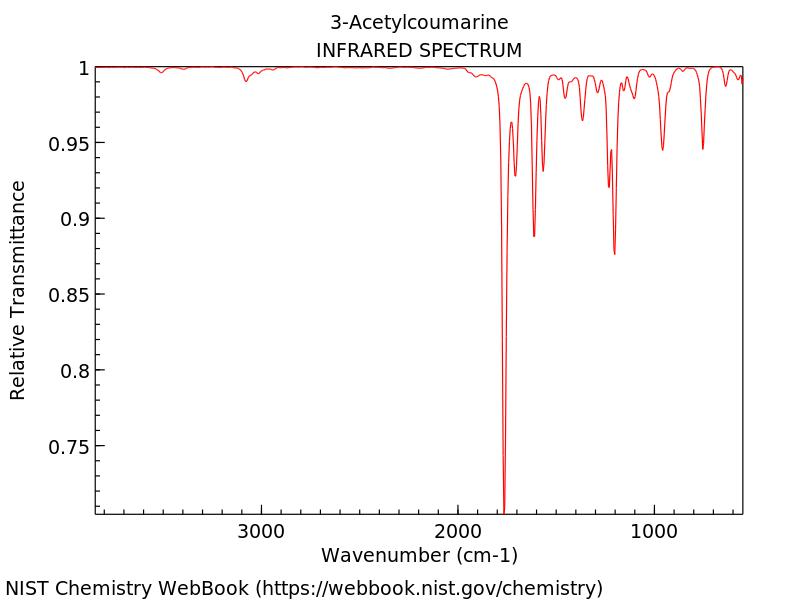 3-Acetylcoumarine
INFRARED SPECTRUM
1
0.95
0.9
0.85
0.8
0.75
Relative Transmittance
3000 2000 1000
Wavenumber (cm-1)
NIST Chemistry WebBook (https://webbook.nist.gov/chemistry)